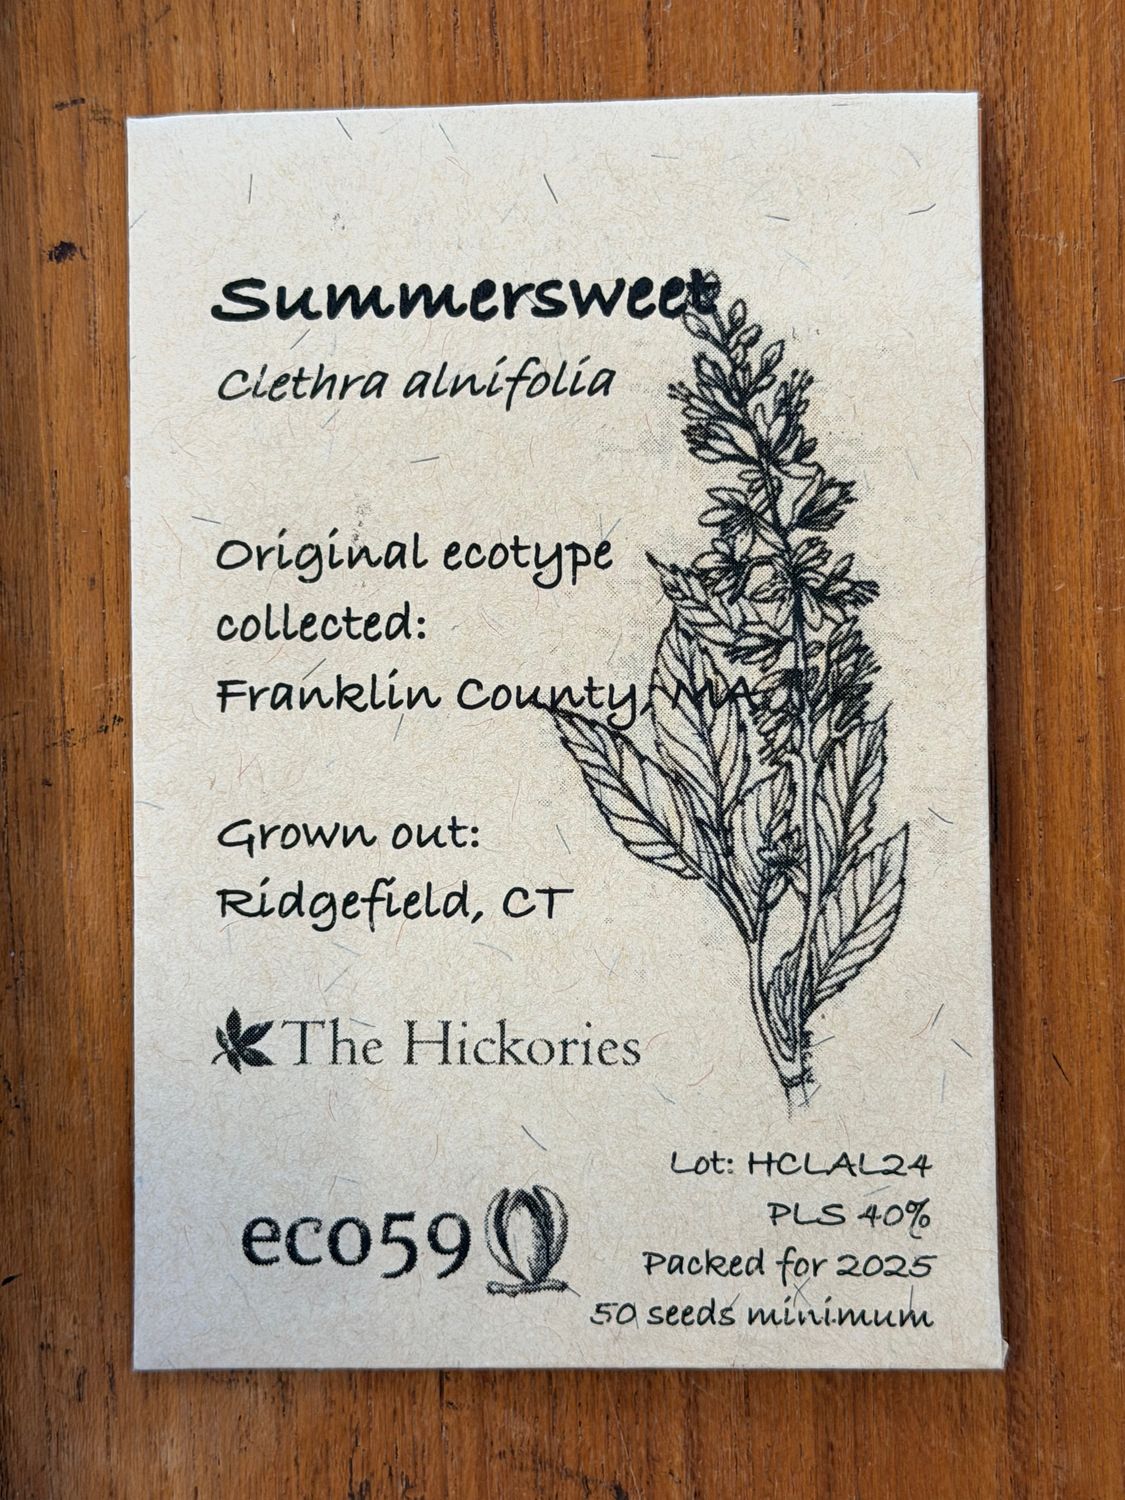 Summersweet
Clethra alnifolia
Original ecotype
collected:
Franklin County, MA
Grown out:
Ridgefield, CT
The Hickories
eco59
Lot: HCLAL24
PLS 40%
Packed for 2025
50 seeds minimum